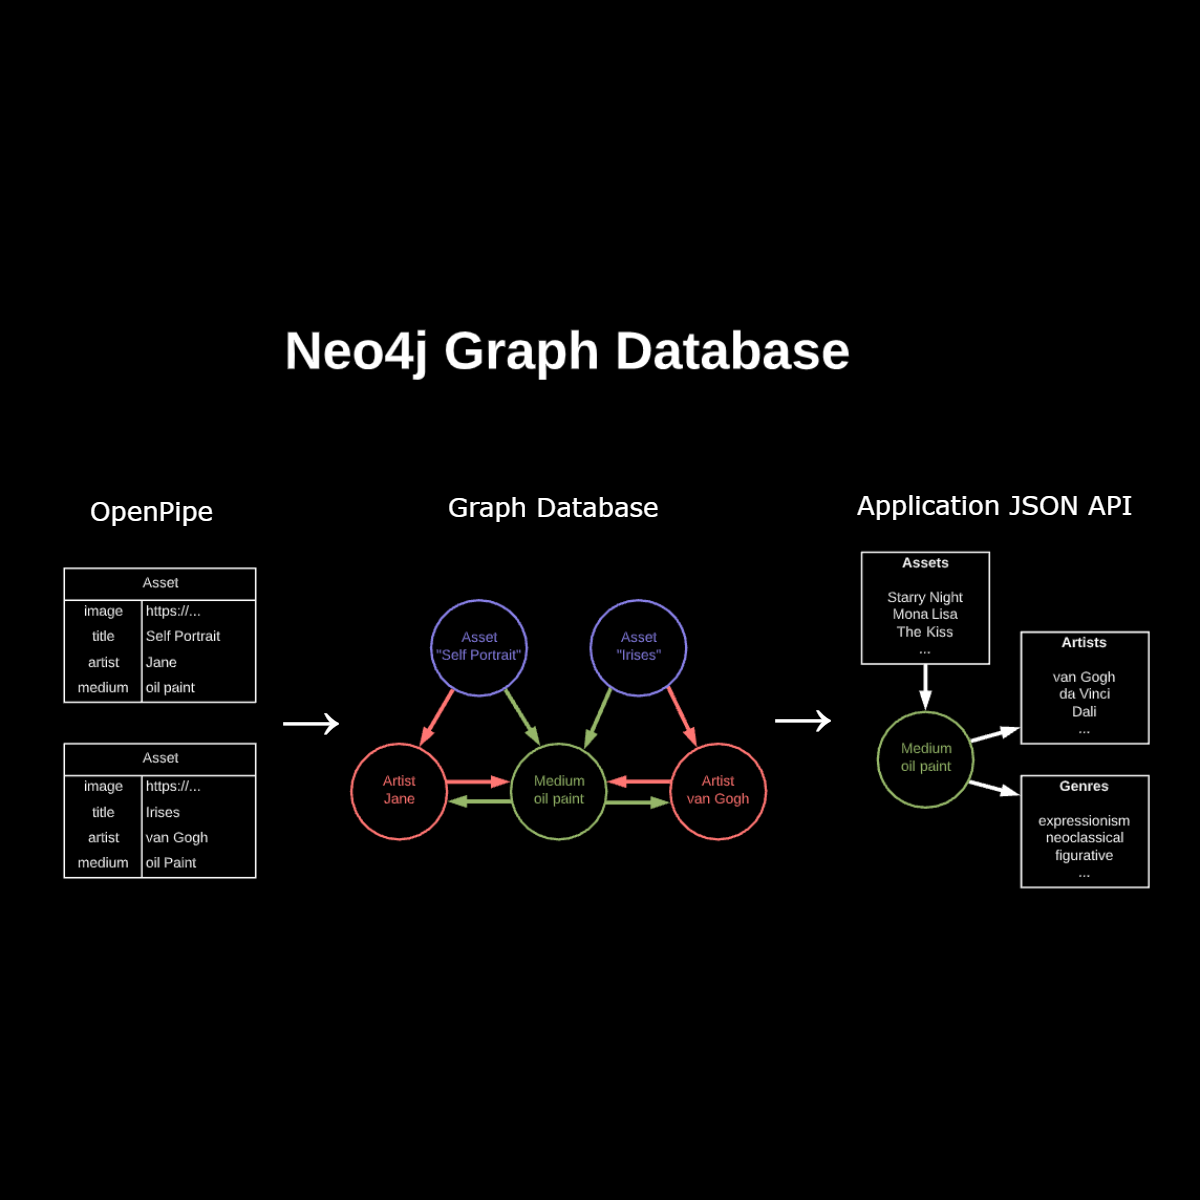 Neo4j Graph Database
OpenPipe
Asset
image https://...
title Self Portrait
artist Jane
medium oil paint
Asset
image https://...
title Irises
artist van Gogh
medium oil Paint
Graph Database
Asset
"Self Portrait"
Asset
"Irises"
Artist
Jane
Medium
oil paint
Artist
van Gogh
Application JSON API
Assets
Starry Night
Mona Lisa
The Kiss
...
Medium
oil paint
Artists
van Gogh
da Vinci
Dali
...
Genres
expressionism
neoclassical
figurative
...